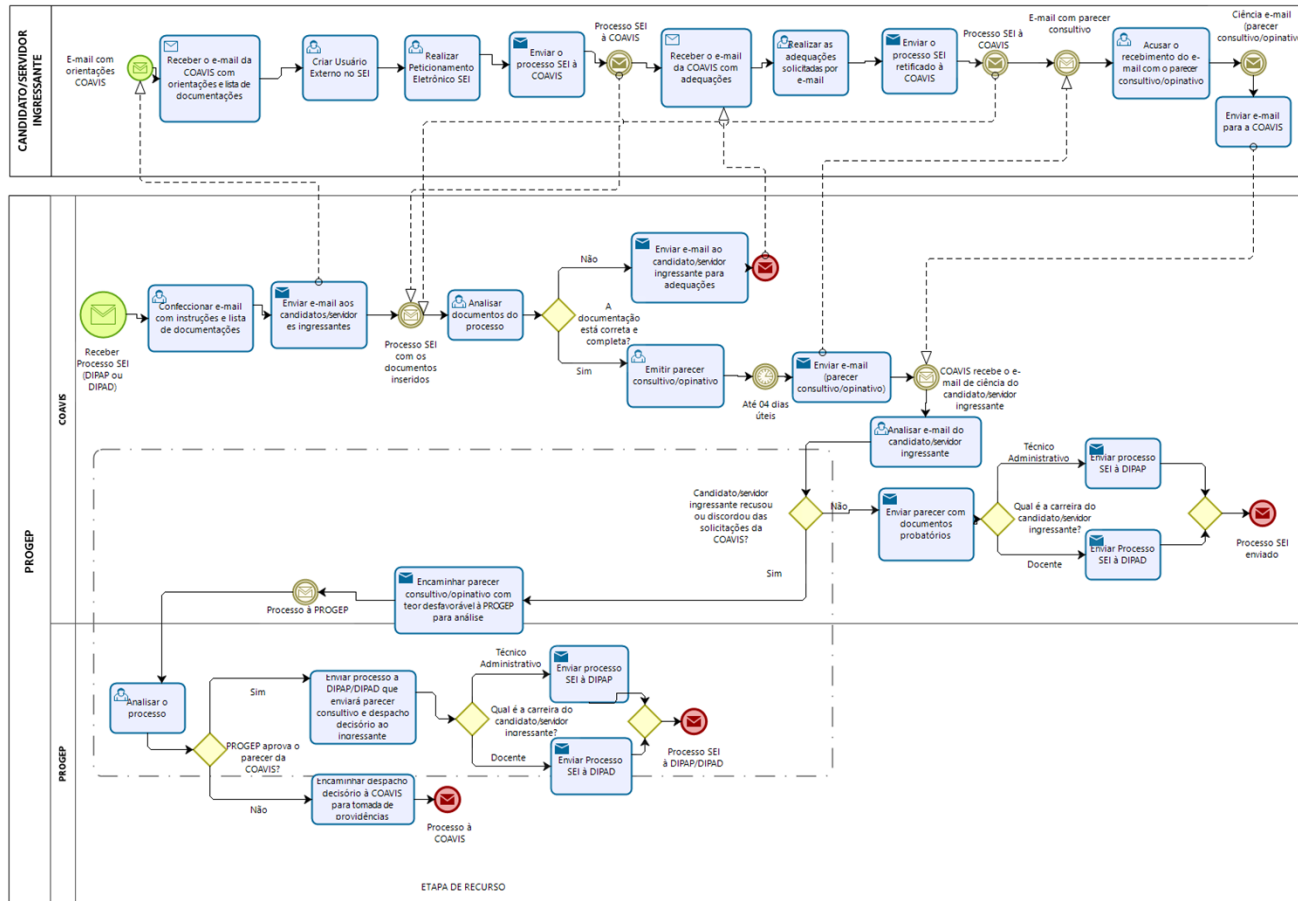 CANDIDATO/SERVIDOR
INGRESSANTE
E-mail com
orientações
COAVIS
Receber o e-mail da
COAVIS com
orientações e lista de
documentações
Criar Usuário
Externo no SEI
Realizar
Peticionamento
Eletrônico SEI
Enviar o
processo SEI à
COAVIS
Processo SEI
à COAVIS
Receber o e-mail
da COAVIS com
adequações
Realizar as
adequações
solicitadas por
e-mail
Enviar o
processo SEI
retificado à
COAVIS
Processo SEI
à COAVIS
E-mail com parecer
consultivo
Acusar o
recebimento do
e-mail com o parecer
consultivo/opinativo
Ciência e-mail
(parecer
consultivo/opinativo)
Enviar e-mail
para a COAVIS
PROGEP
COAVIS
Receber
Processo SEI
(DIPAP ou
DIPAD)
Confeccionar e-mail
com instruções e lista
de documentações
Enviar e-mail aos
candidatos/servidor
es ingressantes
Processo SEI
com os
documentos
inseridos
Analisar
documentos do
processo
A
documentação
está correta e
completa?
Não
Enviar e-mail ao
candidato/servidor
ingressante para
adequações
Sim
Emitir parecer
consultivo/opinativo
Até 04 dias
úteis
Enviar e-mail
(parecer
consultivo/opinativo)
COAVIS recebe o e-
mail de ciência do
candidato/servidor
ingressante
Analisar e-mail do
candidato/servidor
ingressante
Candidato/servidor
ingressante recusou
ou discordou das
solicitações da
COAVIS?
Não
Enviar parecer com
documentos
probatórios
Qual é a carreira do
candidato/servidor
ingressante?
Técnico
Administrativo
Enviar processo
SEI à DIPAP
Docente
Enviar Processo
SEI à DIPAD
Processo SEI
enviado
Sim
Encaminhar parecer
consultivo/opinativo com
teor desfavorável à PROGEP
para análise
Processo à PROGEP
PROGEP
Analisar o
processo
PROGEP aprova o
parecer da
COAVIS?
Sim
Enviar processo a
DIPAP/DIPAD que
enviará parecer
consultivo e despacho
decisório ao
ingressante
Qual é a carreira do
candidato/servidor
ingressante?
Técnico
Administrativo
Enviar processo
SEI à DIPAP
Docente
Enviar Processo
SEI à DIPAD
Processo SEI
à DIPAP/DIPAD
Não
Encaminhar despacho
decisório à COAVIS
para tomada de
providências
Processo à
COAVIS
ETAPA DE RECURSO